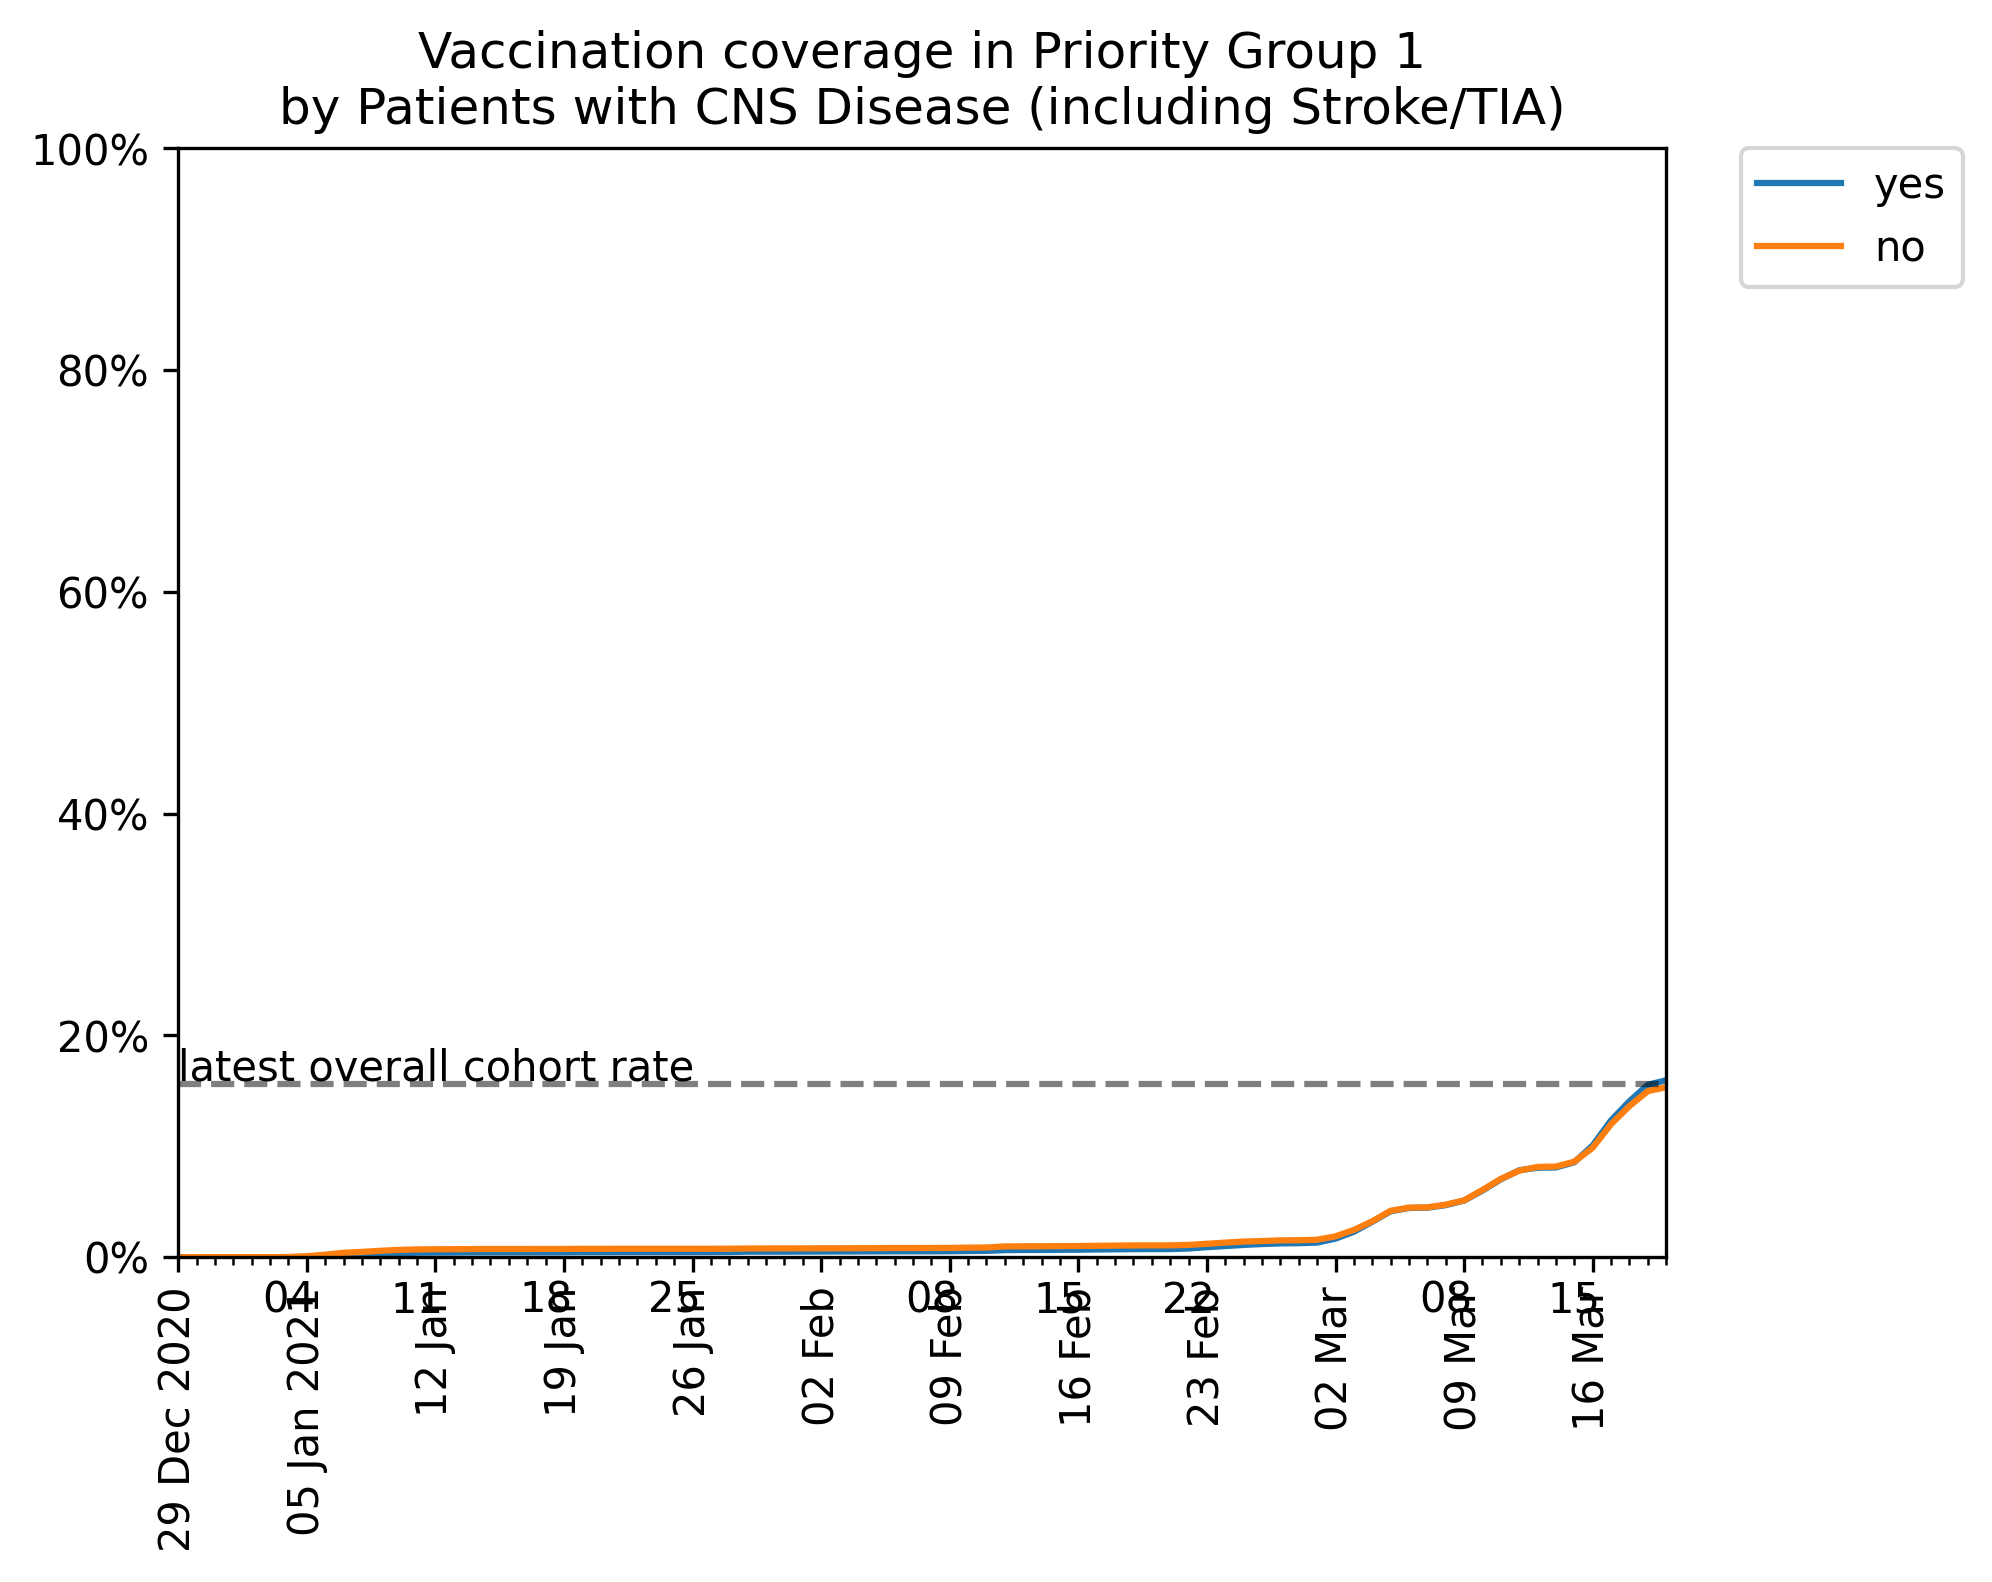 Vaccination coverage in Priority Group 1
by Patients with CNS Disease (including Stroke/TIA)
yes
no
100%
80%
60%
40%
20%
0%
latest overall cohort rate
04
11
18
25
08
15
22
08
15
29 Dec 2020
05 Jan 2021
12 Jan
19 Jan
26 Jan
02 Feb
09 Feb
16 Feb
23 Feb
02 Mar
09 Mar
16 Mar